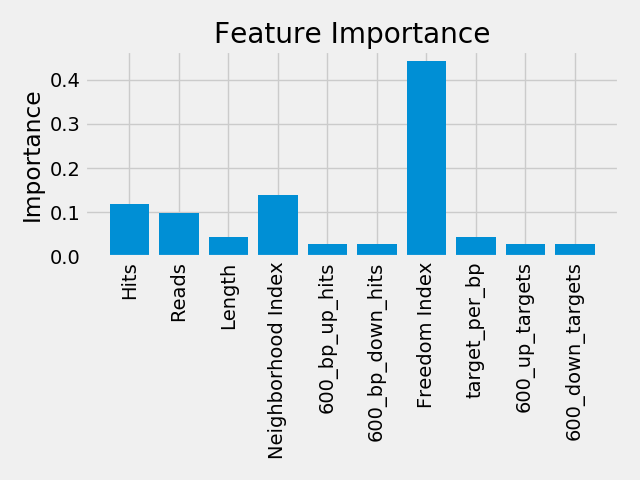 Feature Importance
Importance
0.4
0.3
0.2
0.1
0.0
Hits
Reads
Length
Neighborhood Index
600_bp_up_hits
600_bp_down_hits
Freedom Index
target_per_bp
600_up_targets
600_down_targets